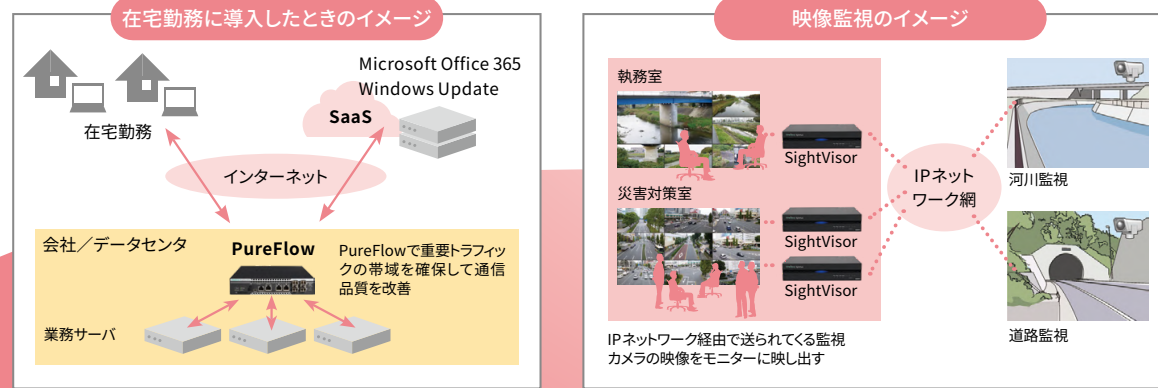 在宅勤務に導入したときのイメージ
Microsoft Office 365
Windows Update
SaaS
在宅勤務
インターネット
会社／データセンタ
PureFlow
PureFlowで重要トラフィッ
クの帯域を確保して通信
品質を改善
業務サーバ
映像監視のイメージ
執務室
SightVisor
災害対策室
SightVisor
SightVisor
IPネット
ワーク網
河川監視
道路監視
IPネットワーク経由で送られてくる監視
カメラの映像をモニターに映し出す